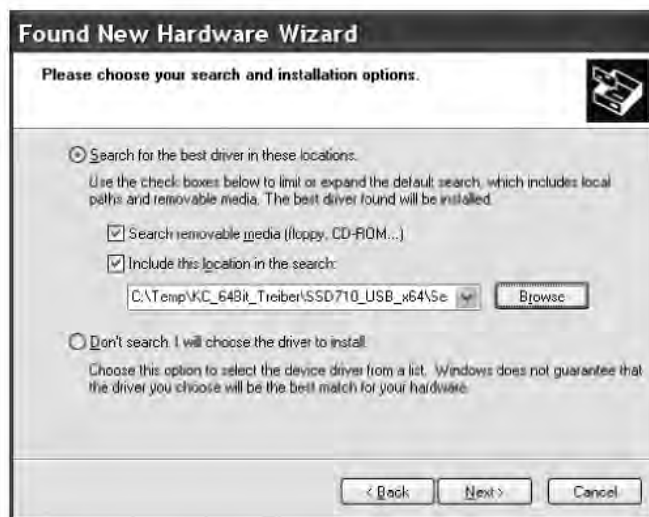 Found New Hardware Wizard
Please choose your search and installation options.
Search for the best driver in these locations.
Use the check boxes below to limit or expand the default search, which includes local
paths and removable media. The best driver found will be installed.
Search removable media (floppy, CD-ROM...)
Include this location in the search:
C:\Temp\KC_64Bit_Treiber\SSD710_USB_x64\Se
Browse
Don't search. I will choose the driver to install.
Choose this option to select the device driver from a list. Windows does not guarantee that
the driver you choose will be the best match for your hardware.
< Back
Next >
Cancel